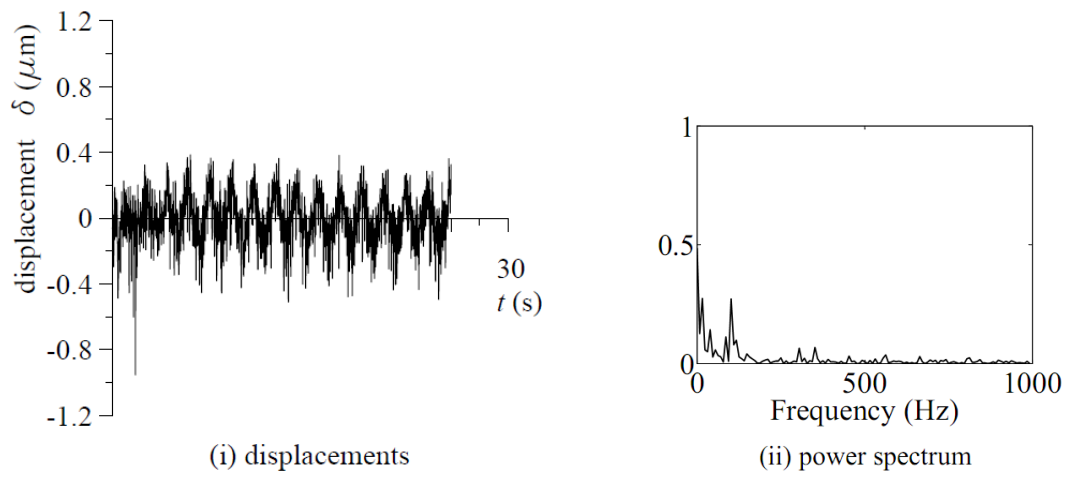 displacement δ (μm)
1.2
0.8
0.4
0
-0.4
-0.8
-1.2
30
t (s)
(i) displacements
1
0.5
0
0
500
1000
Frequency (Hz)
(ii) power spectrum